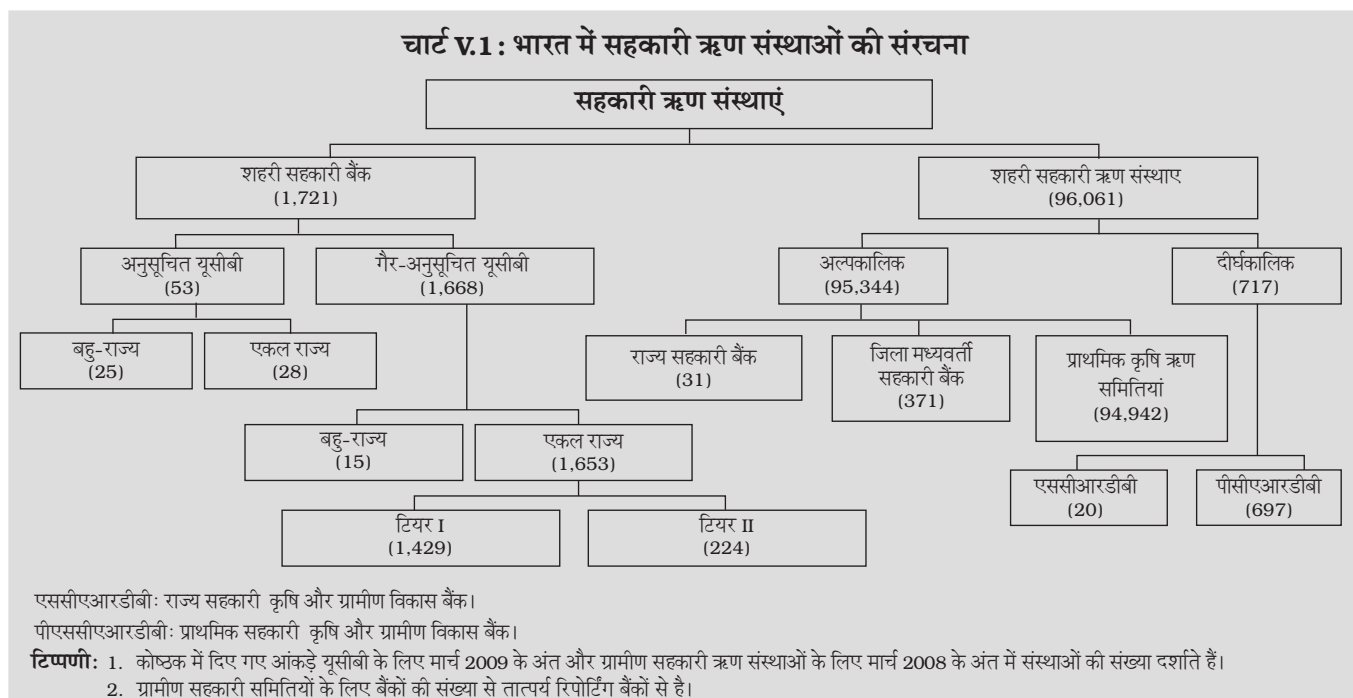 चार्ट V.1: भारत में सहकारी ऋण संस्थाओं की संरचना
सहकारी ऋण संस्थाएं
शहरी सहकारी बैंक
(1,721)
शहरी सहकारी ऋण संस्थाए
(96,061)
अनुसूचित यूसीबी
(53)
गैर-अनुसूचित यूसीबी
(1,668)
अल्पकालिक
(95,344)
दीर्घकालिक
(717)
बहु-राज्य
(25)
एकल राज्य
(28)
राज्य सहकारी बैंक
(31)
जिला मध्यवर्ती
सहकारी बैंक
(371)
प्राथमिक कृषि ऋण
समितियां
(94,942)
बहु-राज्य
(15)
एकल राज्य
(1,653)
एससीआरडीबी
(20)
पीसीएआरडीबी
(697)
टियर I
(1,429)
टियर II
(224)
एससीएआरडीबीः राज्य सहकारी कृषि और ग्रामीण विकास बैंक।
पीएससीएआरडीबीः प्राथमिक सहकारी कृषि और ग्रामीण विकास बैंक।
टिप्पणी: 1. कोष्ठक में दिए गए आंकड़े यूसीबी के लिए मार्च 2009 के अंत और ग्रामीण सहकारी ऋण संस्थाओं के लिए मार्च 2008 के अंत में संस्थाओं की संख्या दर्शाते हैं।
2. ग्रामीण सहकारी समितियों के लिए बैंकों की संख्या से तात्पर्य रिपोर्टिंग बैंकों से है।